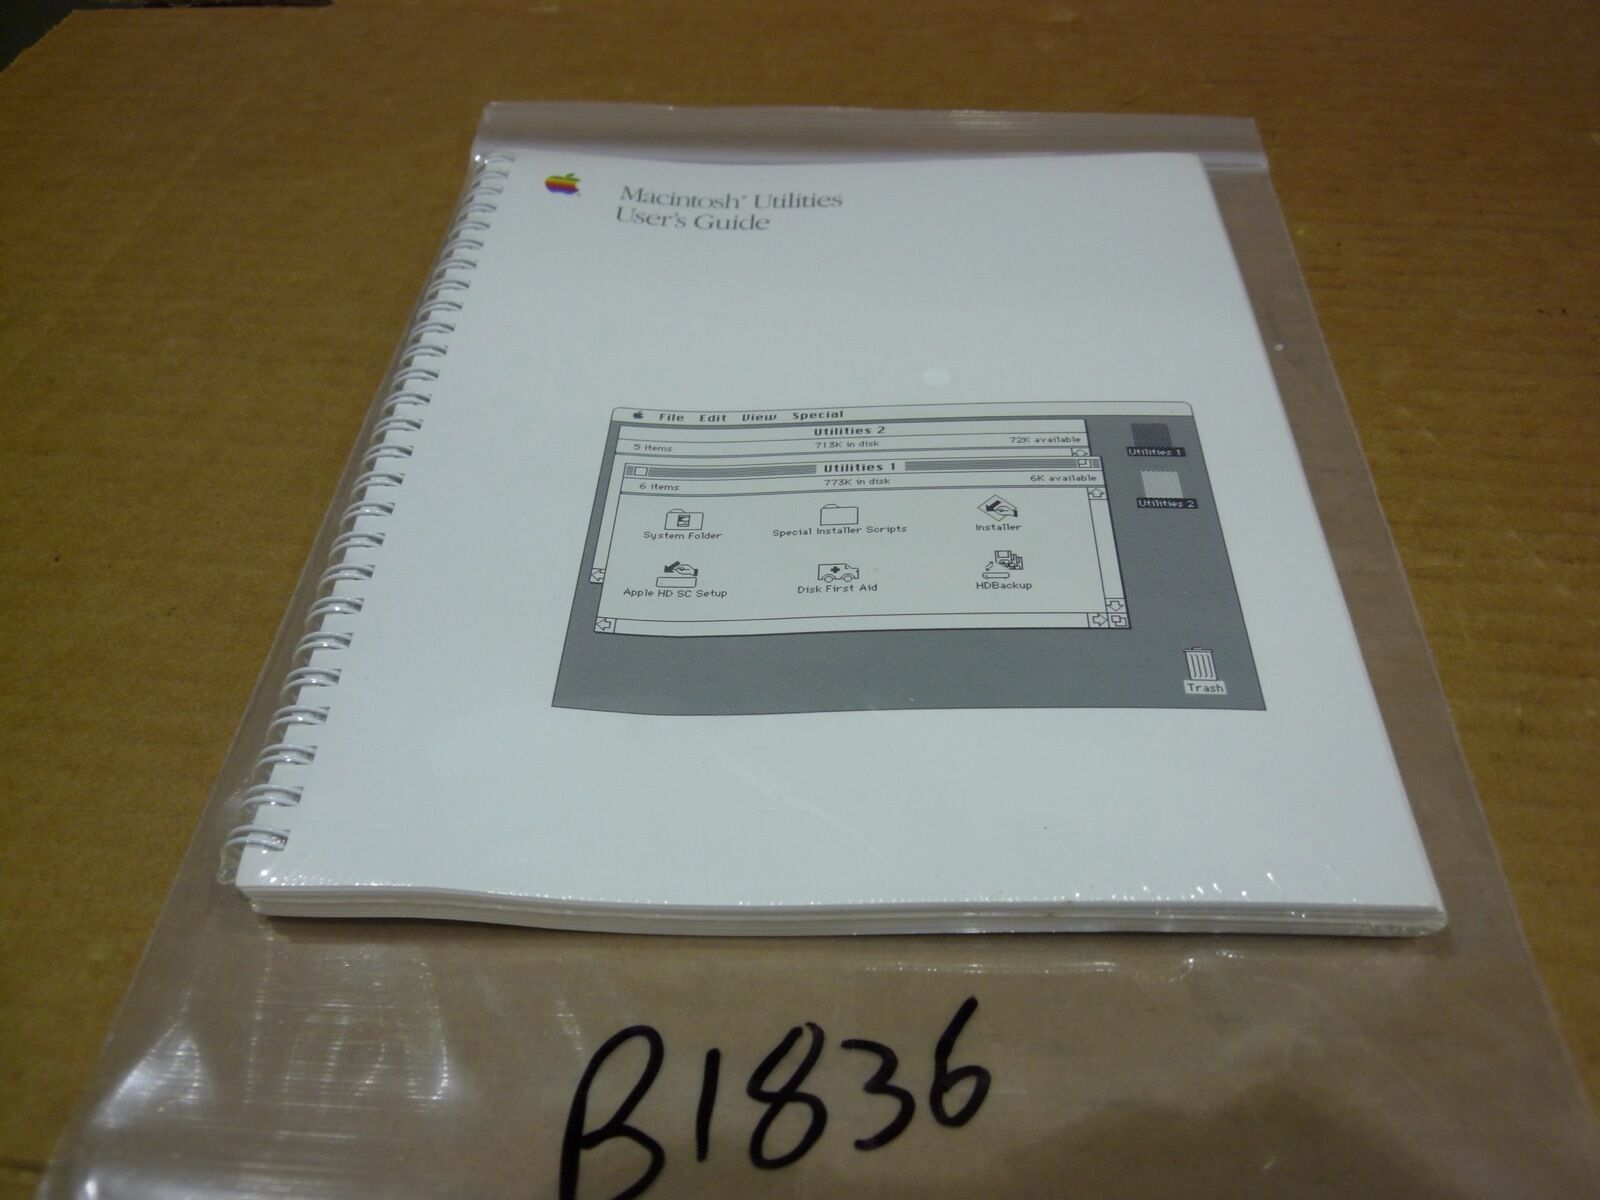 Macintosh® Utilities
User's Guide
File Edit View Special
Utilities 2
5 items 713K in disk 72K available
Utilities 1
6 items 773K in disk 6K available
System Folder Special Installer Scripts Installer
Apple HD SC Setup Disk First Aid HDBackup
Utilities 1
Utilities 2
Trash
B1836